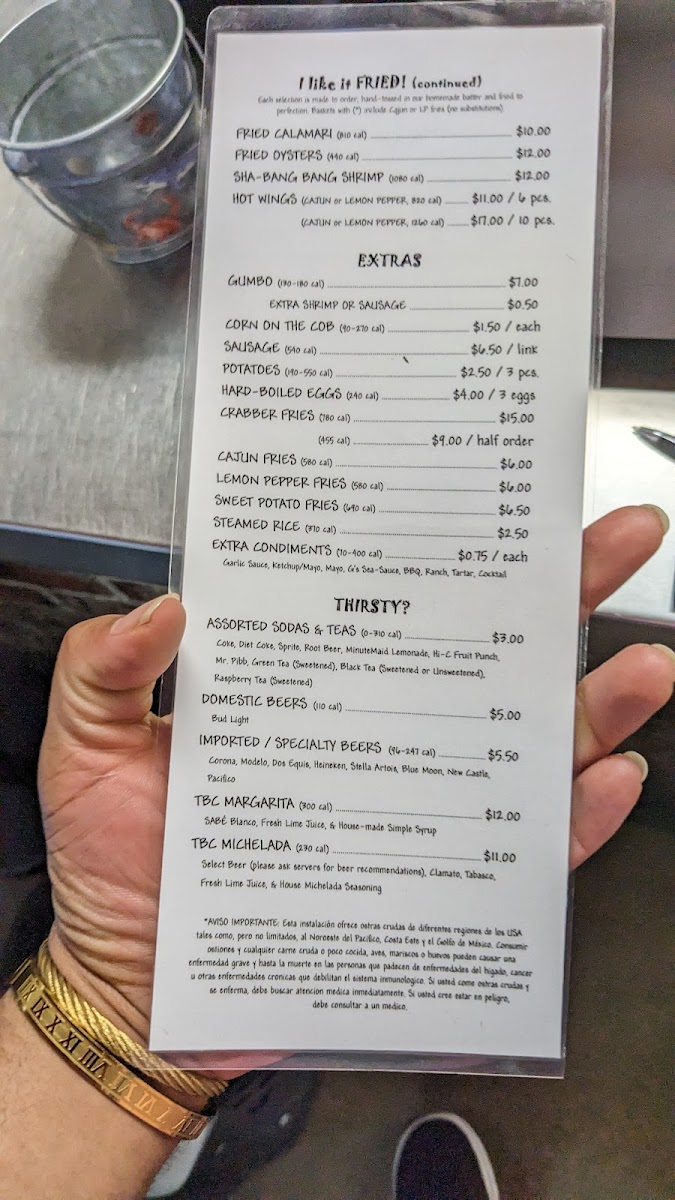 I like it FRIED! (continued)
Each selection is made to order, hand-tossed in our homemade batter and fried to
perfection. Baskets with (*) include Cajun or LP fries (no substitutions)
FRIED CALAMARI (810 cal) $10.00
FRIED OYSTERS (440 cal) $12.00
SHA-BANG BANG SHRIMP (1080 cal) $12.00
HOT WINGS (CAJUN or LEMON PEPPER, 820 cal) $11.00 / 6 pcs.
(CAJUN or LEMON PEPPER, 1260 cal) $17.00 / 10 pcs.
EXTRAS
GUMBO (130-180 cal) $7.00
EXTRA SHRIMP OR SAUSAGE $0.50
CORN ON THE COB (90-270 cal) $1.50 / each
SAUSAGE (540 cal) $6.50 / link
POTATOES (190-550 cal) $2.50 / 3 pcs.
HARD-BOILED EGGS (240 cal) $4.00 / 3 eggs
CRABBER FRIES (780 cal) $15.00
(455 cal) $9.00 / half order
CAJUN FRIES (580 cal) $6.00
LEMON PEPPER FRIES (580 cal) $6.00
SWEET POTATO FRIES (690 cal) $6.50
STEAMED RICE (370 cal) $2.50
EXTRA CONDIMENTS (70-400 cal) $0.75 / each
Garlic Sauce, Ketchup/Mayo, Mayo, G's Sea-Sauce, BBQ, Ranch, Tartar, Cocktail
THIRSTY?
ASSORTED SODAS & TEAS (0-310 cal) $3.00
Coke, Diet Coke, Sprite, Root Beer, MinuteMaid Lemonade, Hi-C Fruit Punch,
Mr. Pibb, Green Tea (Sweetened), Black Tea (Sweetened or Unsweetened),
Raspberry Tea (Sweetened)
DOMESTIC BEERS (110 cal) $5.00
Bud Light
IMPORTED / SPECIALTY BEERS (96-247 cal) $5.50
Corona, Modelo, Dos Equis, Heineken, Stella Artois, Blue Moon, New Castle,
Pacifico
TBC MARGARITA (300 cal) $12.00
SABÉ Blanco, Fresh Lime Juice, & House-made Simple Syrup
TBC MICHELADA (230 cal) $11.00
Select Beer (please ask servers for beer recommendations), Clamato, Tabasco,
Fresh Lime Juice, & House Michelada Seasoning
*AVISO IMPORTANTE: Esta instalación ofrece ostras crudas de diferentes regiones de los USA
tales como, pero no limitados, al Noroeste del Pacífico, Costa Este y el Golfo de México. Consumir
ostiones y cualquier carne cruda o poco cocida, aves, mariscos o huevos pueden causar una
enfermedad grave y hasta la muerte en las personas que padecen de enfermedades del hígado, cancer
u otras enfermedades cronicas que debilitan el sistema inmunologico. Si usted come ostras crudas y
se enferma, debe buscar atencion medica inmediatamente. Si usted cree estar en peligro,
debe consultar a un medico.
IX X XI XII